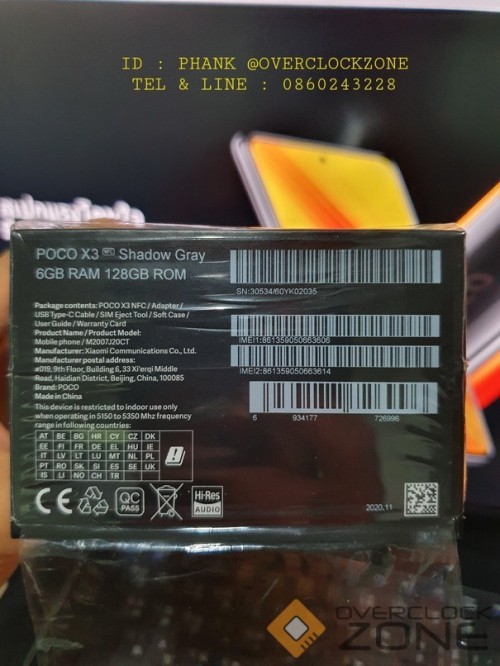 ID : PHANK @OVERCLOCKZONE
TEL & LINE : 0860243228
POCO X3 NFC Shadow Gray
6GB RAM 128GB ROM
SN:30534/60YK02035
Package contents: POCO X3 NFC / Adapter /
USB Type-C Cable / SIM Eject Tool / Soft Case /
User Guide / Warranty Card
Product Name / Product Model:
Mobile phone / M2007J20CT
Manufacturer: Xiaomi Communications Co., Ltd.
Manufacturer postal address:
#019, 9th Floor, Building 6, 33 Xi'erqi Middle
Road, Haidian District, Beijing, China, 100085
Brand: POCO
Made in China
This device is restricted to indoor use only
when operating in 5150 to 5350 Mhz frequency
range in following countries:
IMEI1:861359050663606
IMEI2:861359050663614
6 934177 726996
AT BE BG HR CY CZ DK
EE FI FR DE EL HU IE
IT LV LT LU MT NL PL
PT RO SK SI ES SE UK
IS LI NO CH TR
CE
QC
PASS
Hi-Res
AUDIO
2020.11
OVERCLOCK
ZONE